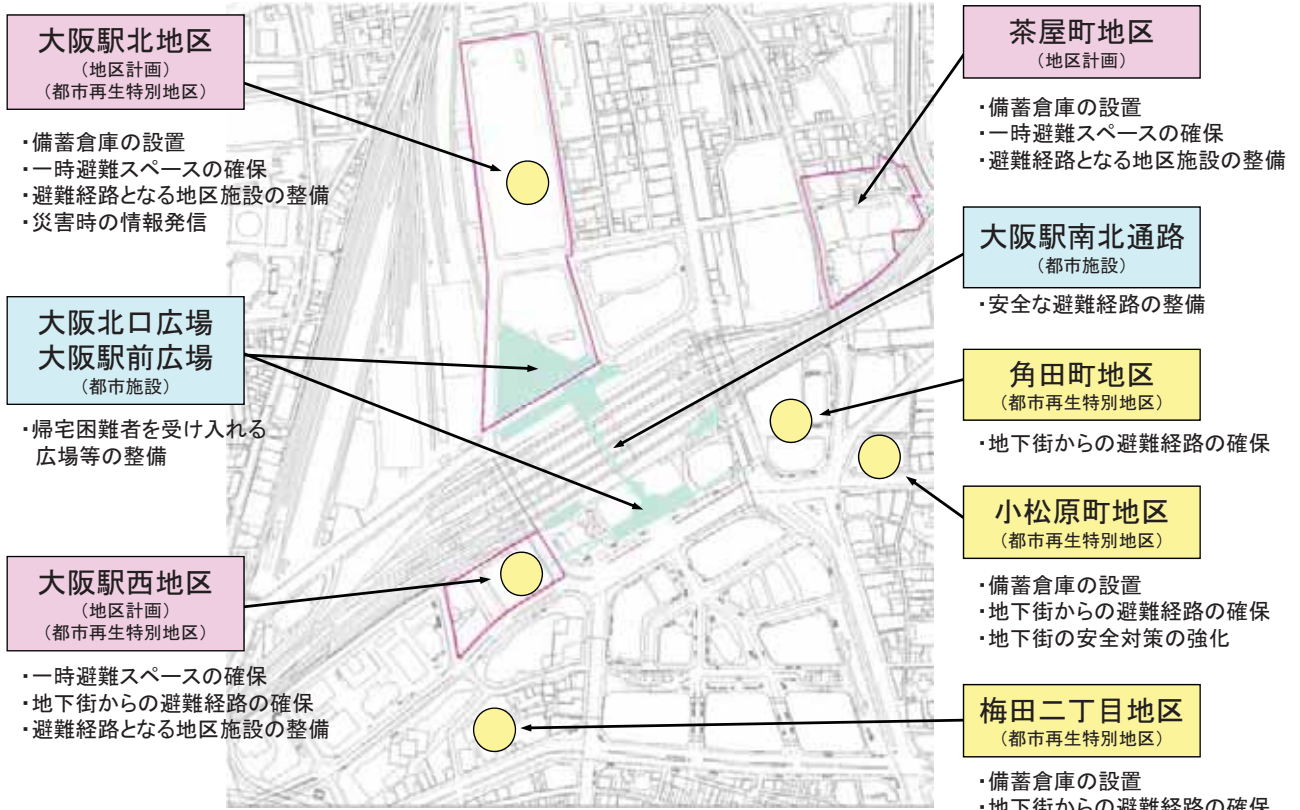 大阪駅北地区
（地区計画）
（都市再生特別地区）
・備蓄倉庫の設置
・一時避難スペースの確保
・避難経路となる地区施設の整備
・災害時の情報発信
大阪北口広場
大阪駅前広場
（都市施設）
・帰宅困難者を受け入れる
広場等の整備
大阪駅西地区
（地区計画）
（都市再生特別地区）
・一時避難スペースの確保
・地下街からの避難経路の確保
・避難経路となる地区施設の整備
茶屋町地区
（地区計画）
・備蓄倉庫の設置
・一時避難スペースの確保
・避難経路となる地区施設の整備
大阪駅南北通路
（都市施設）
・安全な避難経路の整備
角田町地区
（都市再生特別地区）
・地下街からの避難経路の確保
小松原町地区
（都市再生特別地区）
・備蓄倉庫の設置
・地下街からの避難経路の確保
・地下街の安全対策の強化
梅田二丁目地区
（都市再生特別地区）
・備蓄倉庫の設置
・地下街からの避難経路の確保